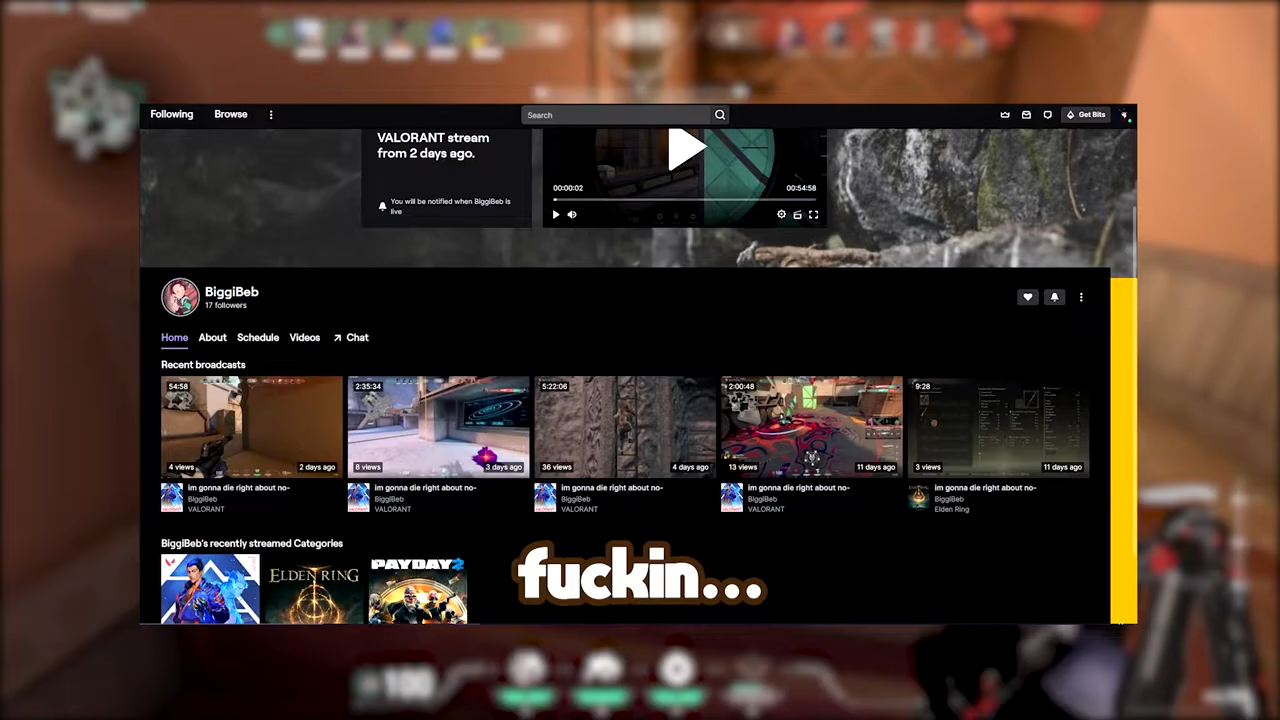 Following Browse Search Get Bits
VALORANT stream
from 2 days ago.
You will be notified when BiggiBeb is
live
00:00:02 00:54:58
BiggiBeb
17 followers
Home About Schedule Videos Chat
Recent broadcasts
54:58 2:35:34 5:22:06 2:00:48 9:28
4 views 2 days ago 8 views 3 days ago 36 views 4 days ago 13 views 11 days ago 3 views 11 days ago
im gonna die right about no- im gonna die right about no- im gonna die right about no- im gonna die right about no- im gonna die right about no-
BiggiBeb BiggiBeb BiggiBeb BiggiBeb BiggiBeb
VALORANT VALORANT VALORANT VALORANT Elden Ring
BiggiBeb's recently streamed Categories
ELDEN RING PAYDAY 2
fuckin...
100